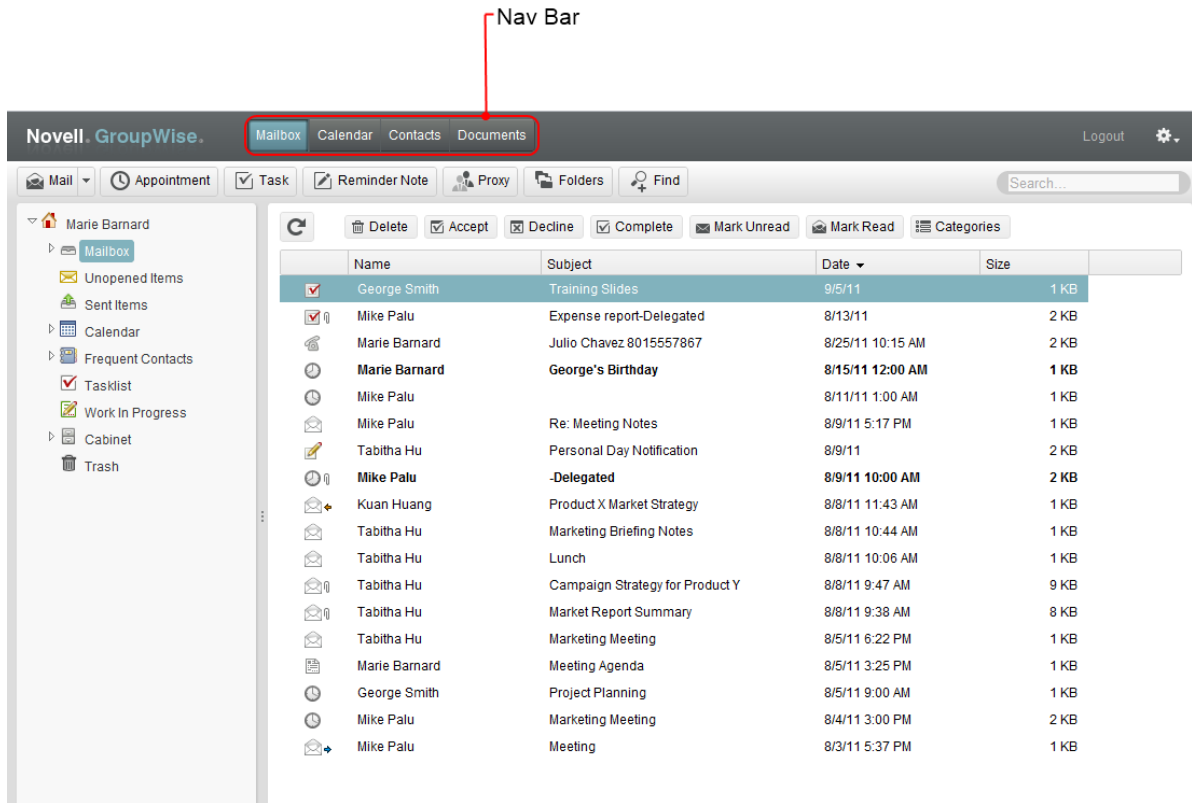 Nav Bar
Novell. GroupWise. Mailbox Calendar Contacts Documents Logout
Mail Appointment Task Reminder Note Proxy Folders Find Search...
Marie Barnard
Mailbox
Unopened Items
Sent Items
Calendar
Frequent Contacts
Tasklist
Work In Progress
Cabinet
Trash
Delete Accept Decline Complete Mark Unread Mark Read Categories
Name Subject Date Size
George Smith Training Slides 9/5/11 1 KB
Mike Palu Expense report-Delegated 8/13/11 2 KB
Marie Barnard Julio Chavez 8015557867 8/25/11 10:15 AM 2 KB
Marie Barnard George's Birthday 8/15/11 12:00 AM 1 KB
Mike Palu 8/11/11 1:00 AM 1 KB
Mike Palu Re: Meeting Notes 8/9/11 5:17 PM 1 KB
Tabitha Hu Personal Day Notification 8/9/11 2 KB
Mike Palu -Delegated 8/9/11 10:00 AM 2 KB
Kuan Huang Product X Market Strategy 8/8/11 11:43 AM 1 KB
Tabitha Hu Marketing Briefing Notes 8/8/11 10:44 AM 1 KB
Tabitha Hu Lunch 8/8/11 10:06 AM 1 KB
Tabitha Hu Campaign Strategy for Product Y 8/8/11 9:47 AM 9 KB
Tabitha Hu Market Report Summary 8/8/11 9:38 AM 8 KB
Tabitha Hu Marketing Meeting 8/5/11 6:22 PM 1 KB
Marie Barnard Meeting Agenda 8/5/11 3:25 PM 1 KB
George Smith Project Planning 8/5/11 9:00 AM 1 KB
Mike Palu Marketing Meeting 8/4/11 3:00 PM 2 KB
Mike Palu Meeting 8/3/11 5:37 PM 1 KB